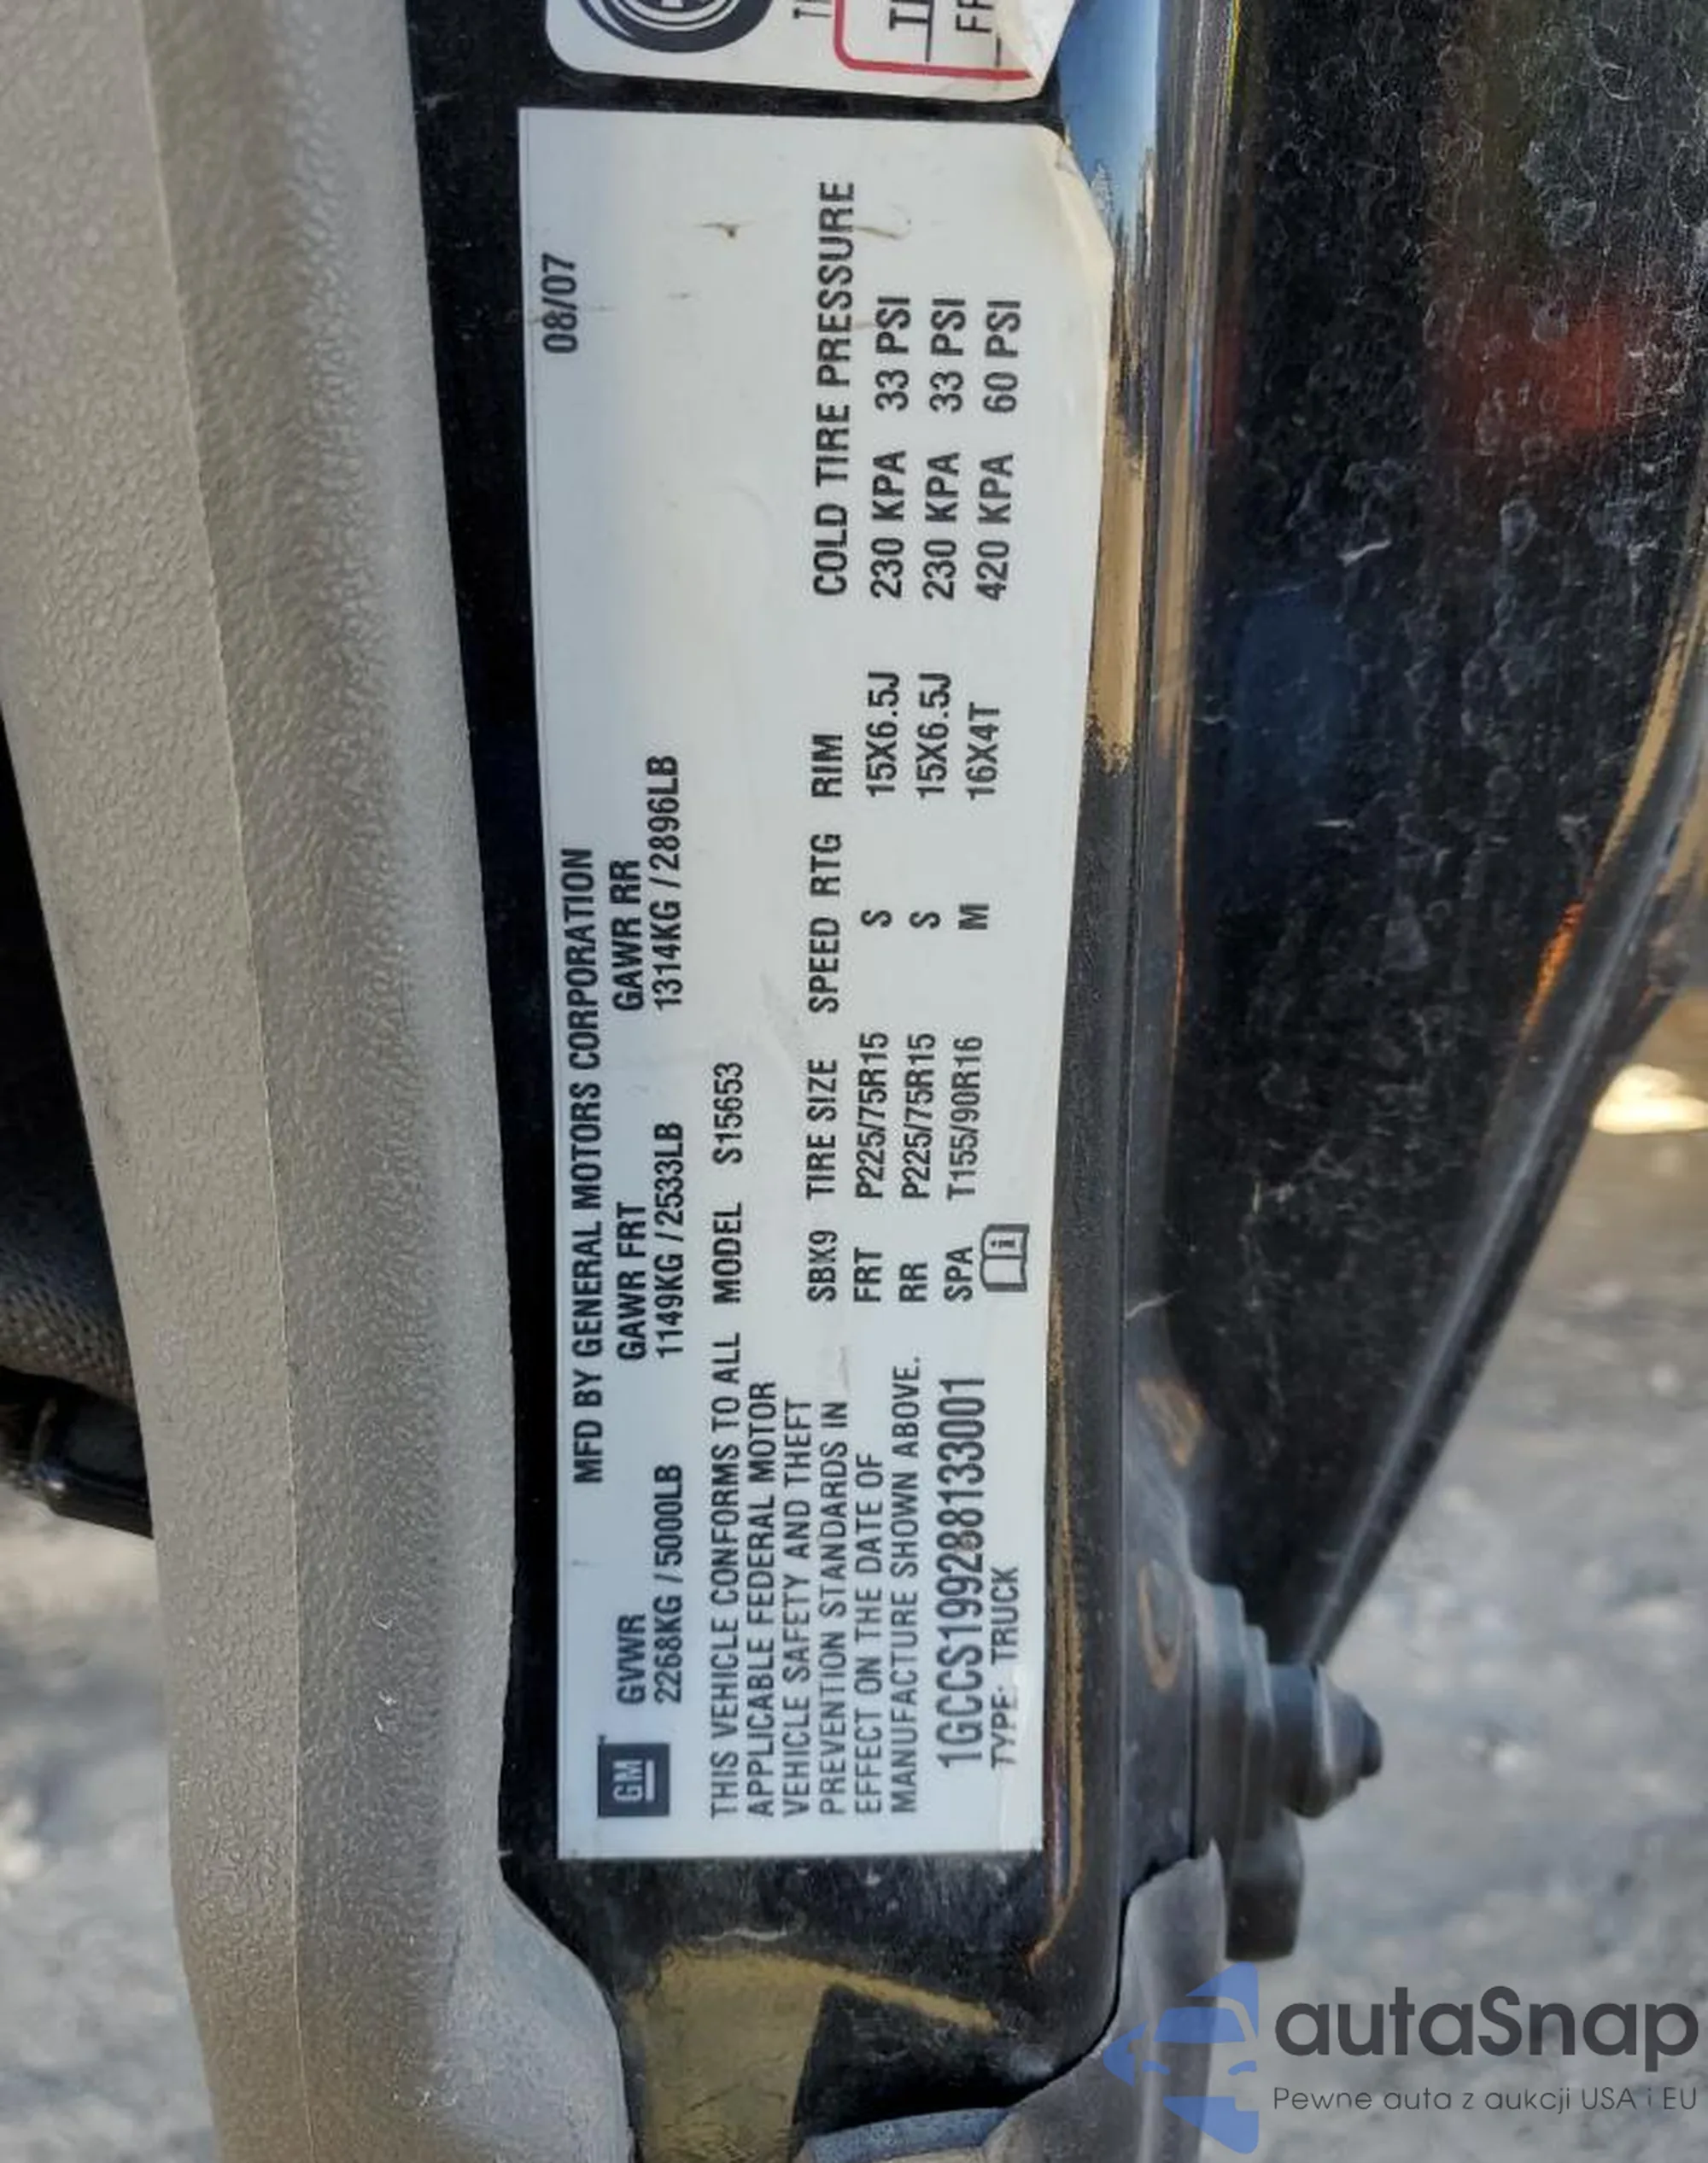 08/07
MFD BY GENERAL MOTORS CORPORATION
GM
GVWR GAWR FRT GAWR RR
2268KG / 5000LB 1149KG / 2533LB 1314KG / 2896LB
THIS VEHICLE CONFORMS TO ALL
APPLICABLE FEDERAL MOTOR
VEHICLE SAFETY AND THEFT
PREVENTION STANDARDS IN
EFFECT ON THE DATE OF
MANUFACTURE SHOWN ABOVE.
1GCCS199288133001
TYPE: TRUCK
MODEL S15653
SBK9 TIRE SIZE SPEED RTG RIM COLD TIRE PRESSURE
FRT P225/75R15 S 15X6.5J 230 KPA 33 PSI
RR P225/75R15 S 15X6.5J 230 KPA 33 PSI
SPA T155/90R16 M 16X4T 420 KPA 60 PSI
i
autaSnap
Pewne auta z aukcji USA i EU